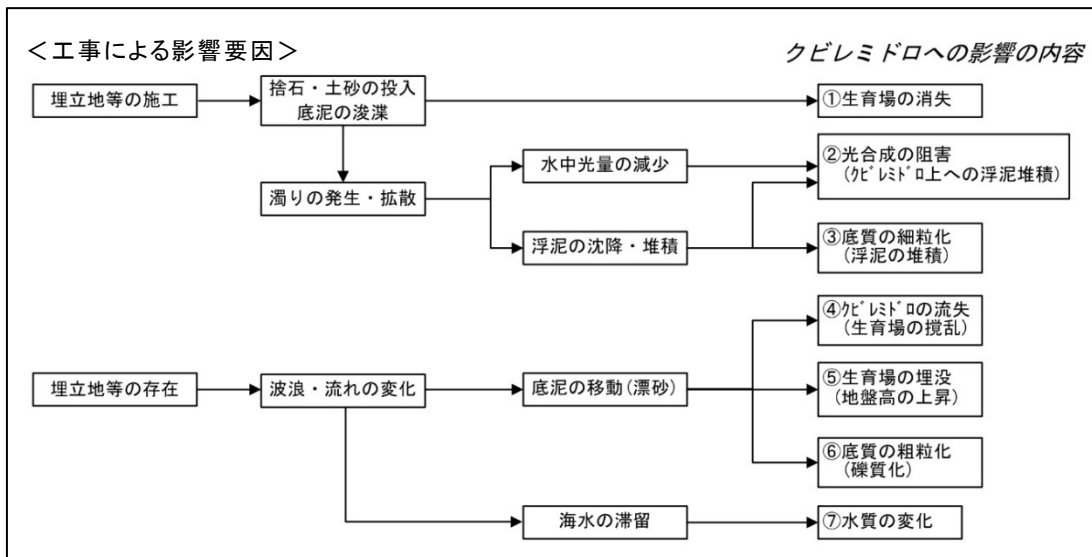 ＜工事による影響要因＞
クビレミドロへの影響の内容
埋立地等の施工
捨石・土砂の投入
底泥の浚渫
①生育場の消失
濁りの発生・拡散
水中光量の減少
②光合成の阻害
(ｸﾋﾞﾚﾐﾄﾞﾛ上への浮泥堆積)
浮泥の沈降・堆積
③底質の細粒化
(浮泥の堆積)
④ｸﾋﾞﾚﾐﾄﾞﾛの流失
(生育場の撹乱)
埋立地等の存在
波浪・流れの変化
底泥の移動(漂砂)
⑤生育場の埋没
(地盤高の上昇)
⑥底質の粗粒化
(礫質化)
海水の滞留
⑦水質の変化